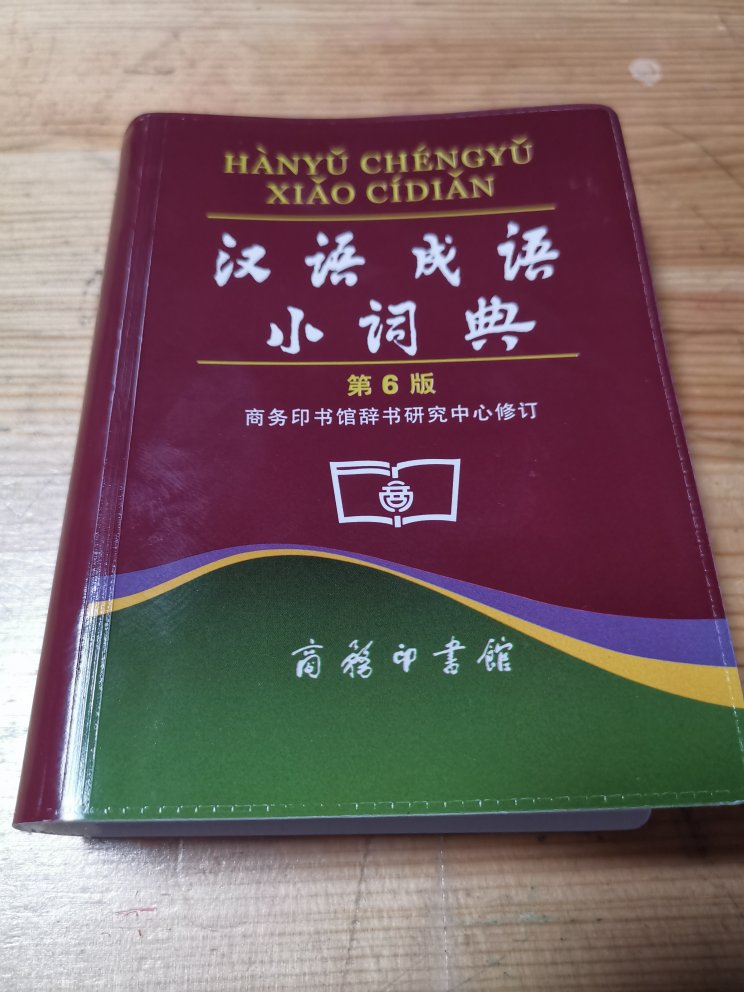 HÀNYǓ CHÉNGYǓ
XIǍO CÍDIǍN
汉语成语
小词典
第6版
商务印书馆辞书研究中心修订
商
商務印書館